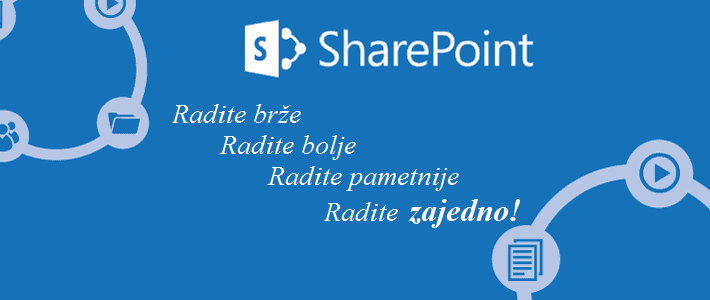 S SharePoint
Radite brže
Radite bolje
Radite pametnije
Radite zajedno!